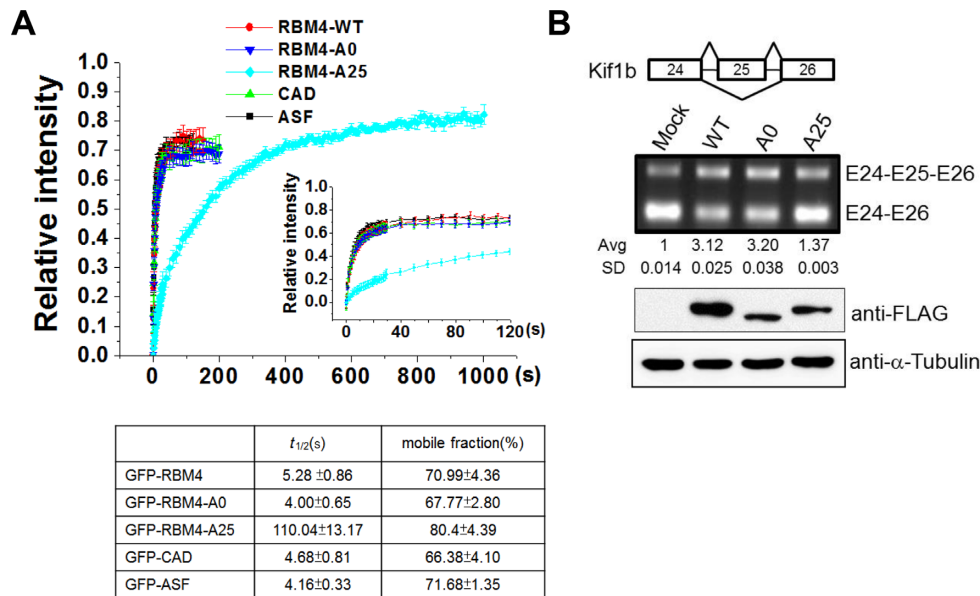 A
RBM4-WT
RBM4-A0
RBM4-A25
CAD
ASF
Relative intensity
1.0
0.9
0.8
0.7
0.6
0.5
0.4
0.3
0.2
0.1
0.0
0 200 400 600 800 1000 (s)
Relative intensity
0.8
0.6
0.4
0.2
0.0
0 20 40 60 80 100 120 (s)
t1/2(s) mobile fraction(%)
GFP-RBM4 5.28 ±0.86 70.99±4.36
GFP-RBM4-A0 4.00±0.65 67.77±2.80
GFP-RBM4-A25 110.04±13.17 80.4±4.39
GFP-CAD 4.68±0.81 66.38±4.10
GFP-ASF 4.16±0.33 71.68±1.35
B
Kif1b 24 25 26
Mock WT A0 A25
E24-E25-E26
E24-E26
Avg 1 3.12 3.20 1.37
SD 0.014 0.025 0.038 0.003
anti-FLAG
anti-α-Tubulin